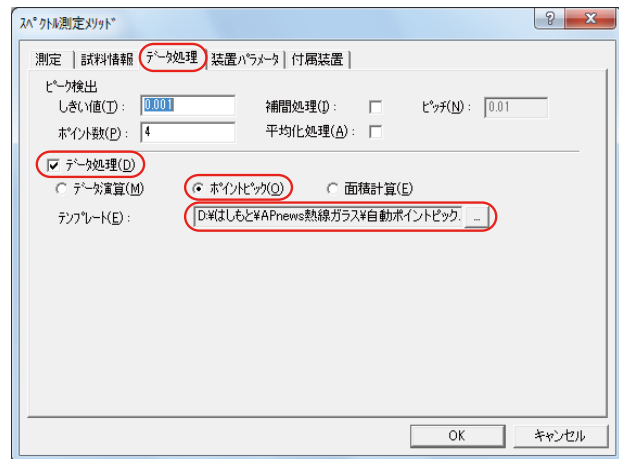 ｽﾍﾟｸﾄﾙ測定ﾒｿｯﾄﾞ
測定 試料情報 ﾃﾞｰﾀ処理 装置ﾊﾟﾗﾒｰﾀ 付属装置
ﾋﾟｰｸ検出
しきい値(T)： 0.001 補間処理(I)： ﾋﾟｯﾁ(N)： 0.01
ﾎﾟｲﾝﾄ数(P)： 4 平均化処理(A)：
ﾃﾞｰﾀ処理(D)
ﾃﾞｰﾀ演算(M) ﾎﾟｲﾝﾄﾋﾟｯｸ(O) 面積計算(E)
ﾃﾝﾌﾟﾚｰﾄ(E)： D:¥はしもと¥APnews熱線ガラス¥自動ポイントピック. ...
OK キャンセル